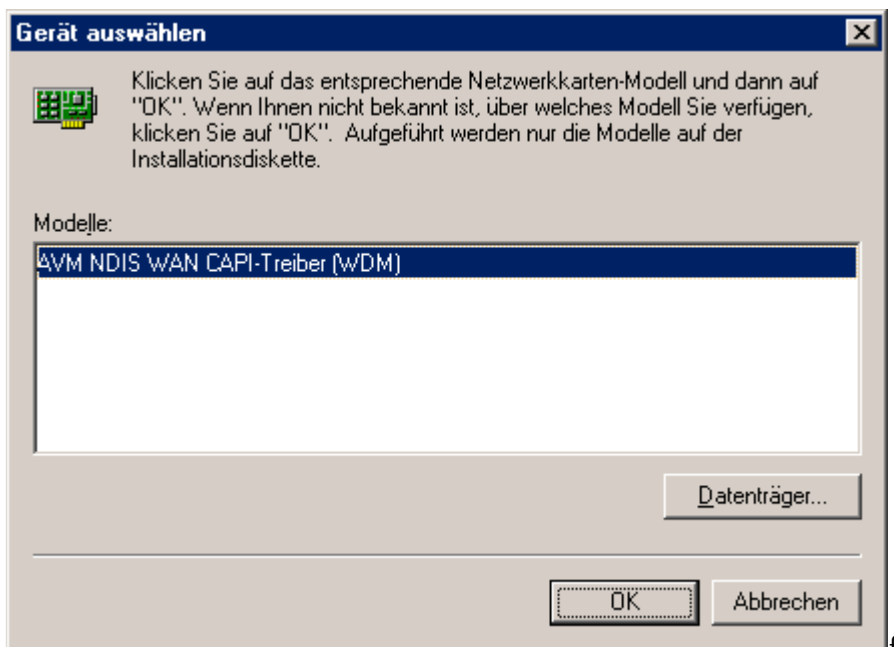 Gerät auswählen
Klicken Sie auf das entsprechende Netzwerkkarten-Modell und dann auf
"OK". Wenn Ihnen nicht bekannt ist, über welches Modell Sie verfügen,
klicken Sie auf "OK".  Aufgeführt werden nur die Modelle auf der
Installationsdiskette.
Modelle:
AVM NDIS WAN CAPI-Treiber (WDM)
Datenträger...
OK
Abbrechen